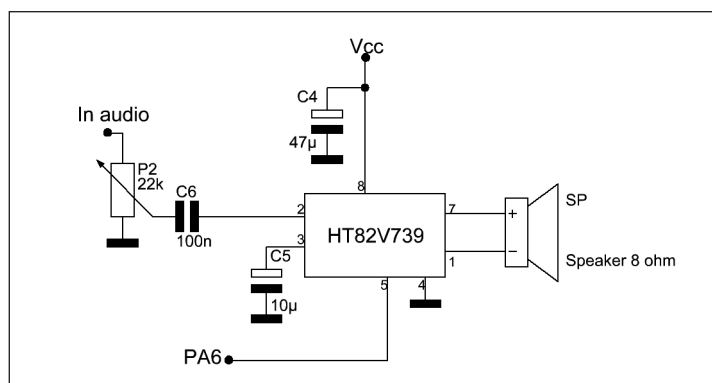 Vcc
C4
47µ
In audio
P2
22k
C6
100n
8
2
3
7
1
5
4
HT82V739
C5
10µ
+
−
SP
Speaker 8 ohm
PA6